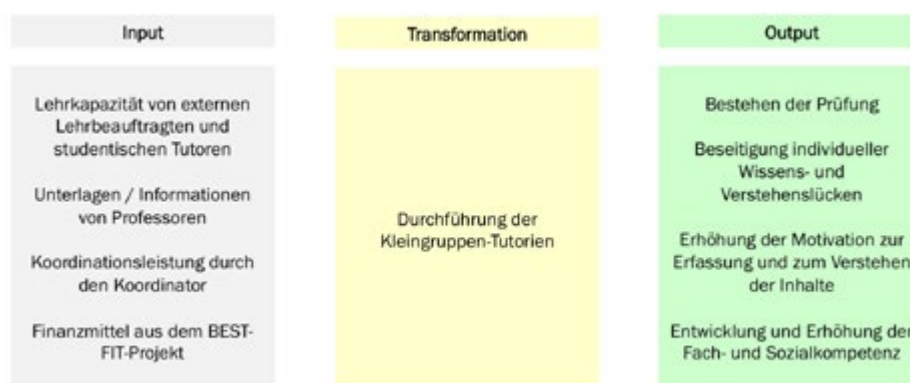 Input
Lehrkapazität von externen
Lehrbeauftragten und
studentischen Tutoren
Unterlagen / Informationen
von Professoren
Koordinationsleistung durch
den Koordinator
Finanzmittel aus dem BEST-
FIT-Projekt
Transformation
Durchführung der
Kleingruppen-Tutorien
Output
Bestehen der Prüfung
Beseitigung individueller
Wissens- und
Verstehenslücken
Erhöhung der Motivation zur
Erfassung und zum Verstehen
der Inhalte
Entwicklung und Erhöhung der
Fach- und Sozialkompetenz